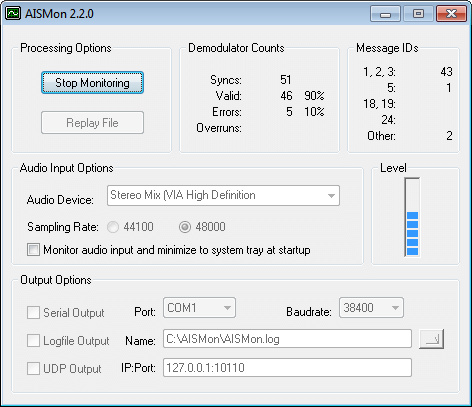 AISMon 2.2.0
Processing Options
Stop Monitoring
Replay File
Demodulator Counts
Syncs: 51
Valid: 46 90%
Errors: 5 10%
Overruns:
Message IDs
1, 2, 3: 43
5: 1
18, 19:
24:
Other: 2
Audio Input Options
Audio Device: Stereo Mix (VIA High Definition
Sampling Rate: 44100 48000
Monitor audio input and minimize to system tray at startup
Level
Output Options
Serial Output Port: COM1 Baudrate: 38400
Logfile Output Name: C:\AISMon\AISMon.log
UDP Output IP:Port: 127.0.0.1:10110